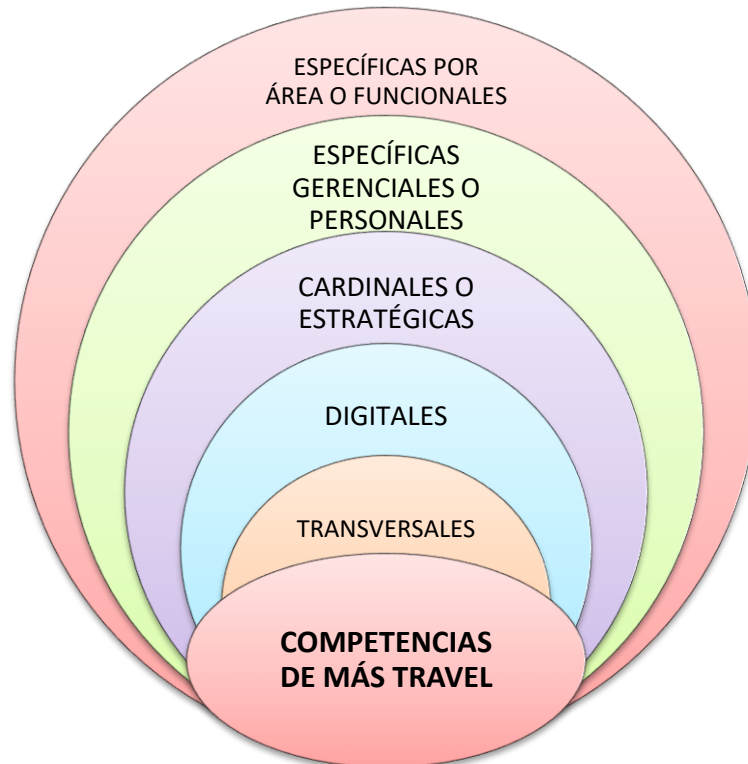 ESPECÍFICAS POR
ÁREA O FUNCIONALES
ESPECÍFICAS
GERENCIALES O
PERSONALES
CARDINALES O
ESTRATÉGICAS
DIGITALES
TRANSVERSALES
COMPETENCIAS
DE MÁS TRAVEL